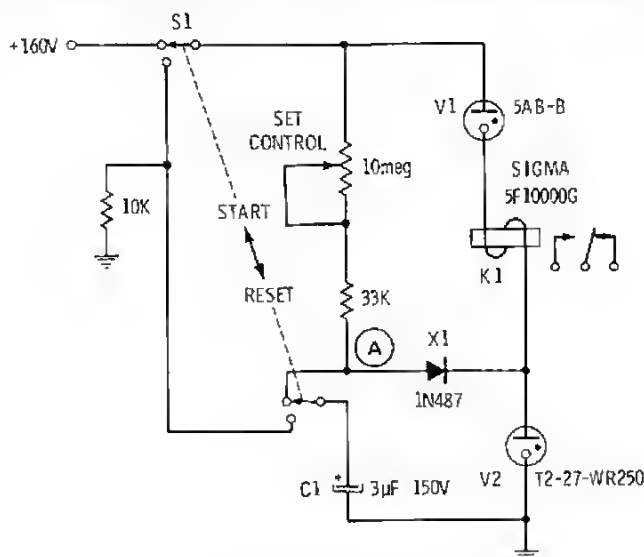 S1
+160V
V1
5AB-B
SET
CONTROL
10meg
SIGMA
5F10000G
10K
START
K1
RESET
33K
A
X1
1N487
C1
3μF 150V
V2
T2-27-WR250